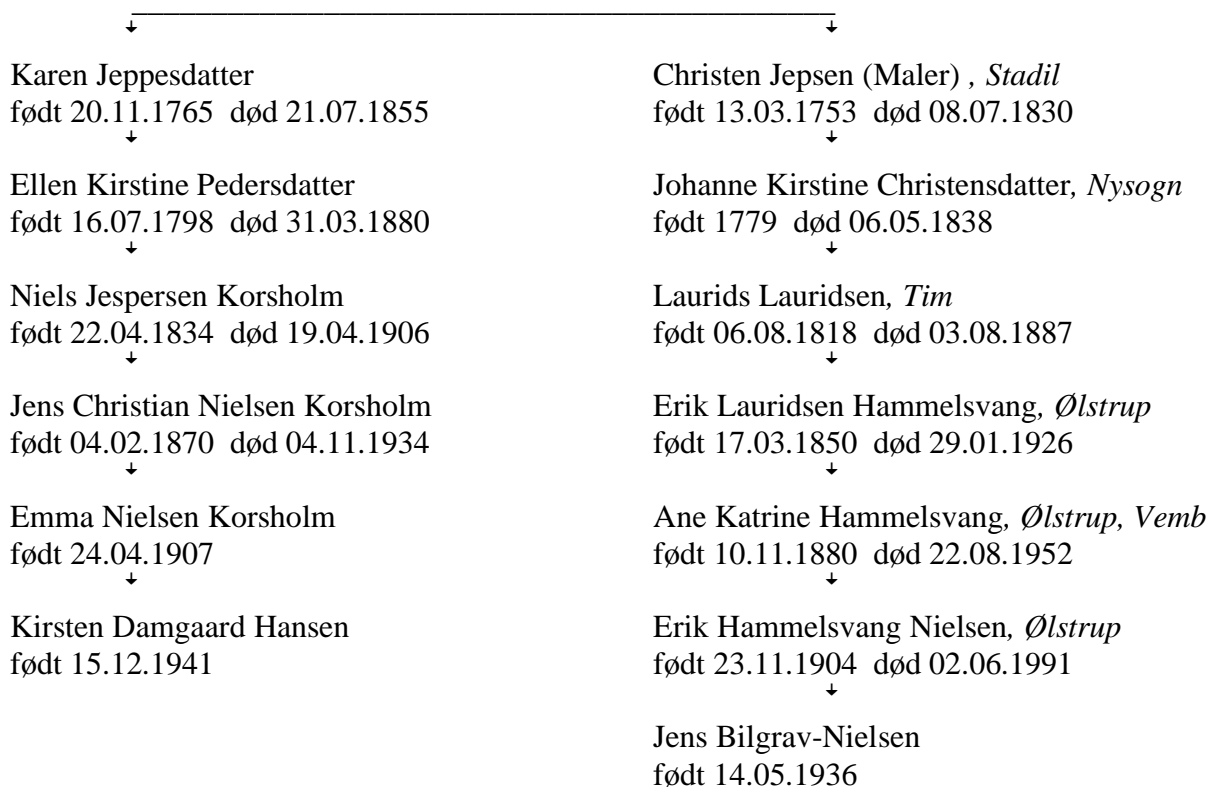 Karen Jeppesdatter
født 20.11.1765 død 21.07.1855
Ellen Kirstine Pedersdatter
født 16.07.1798 død 31.03.1880
Niels Jespersen Korsholm
født 22.04.1834 død 19.04.1906
Jens Christian Nielsen Korsholm
født 04.02.1870 død 04.11.1934
Emma Nielsen Korsholm
født 24.04.1907
Kirsten Damgaard Hansen
født 15.12.1941
Christen Jepsen (Maler) , Stadil
født 13.03.1753 død 08.07.1830
Johanne Kirstine Christensdatter, Nysogn
født 1779 død 06.05.1838
Laurids Lauridsen, Tim
født 06.08.1818 død 03.08.1887
Erik Lauridsen Hammelsvang, Ølstrup
født 17.03.1850 død 29.01.1926
Ane Katrine Hammelsvang, Ølstrup, Vemb
født 10.11.1880 død 22.08.1952
Erik Hammelsvang Nielsen, Ølstrup
født 23.11.1904 død 02.06.1991
Jens Bilgrav-Nielsen
født 14.05.1936